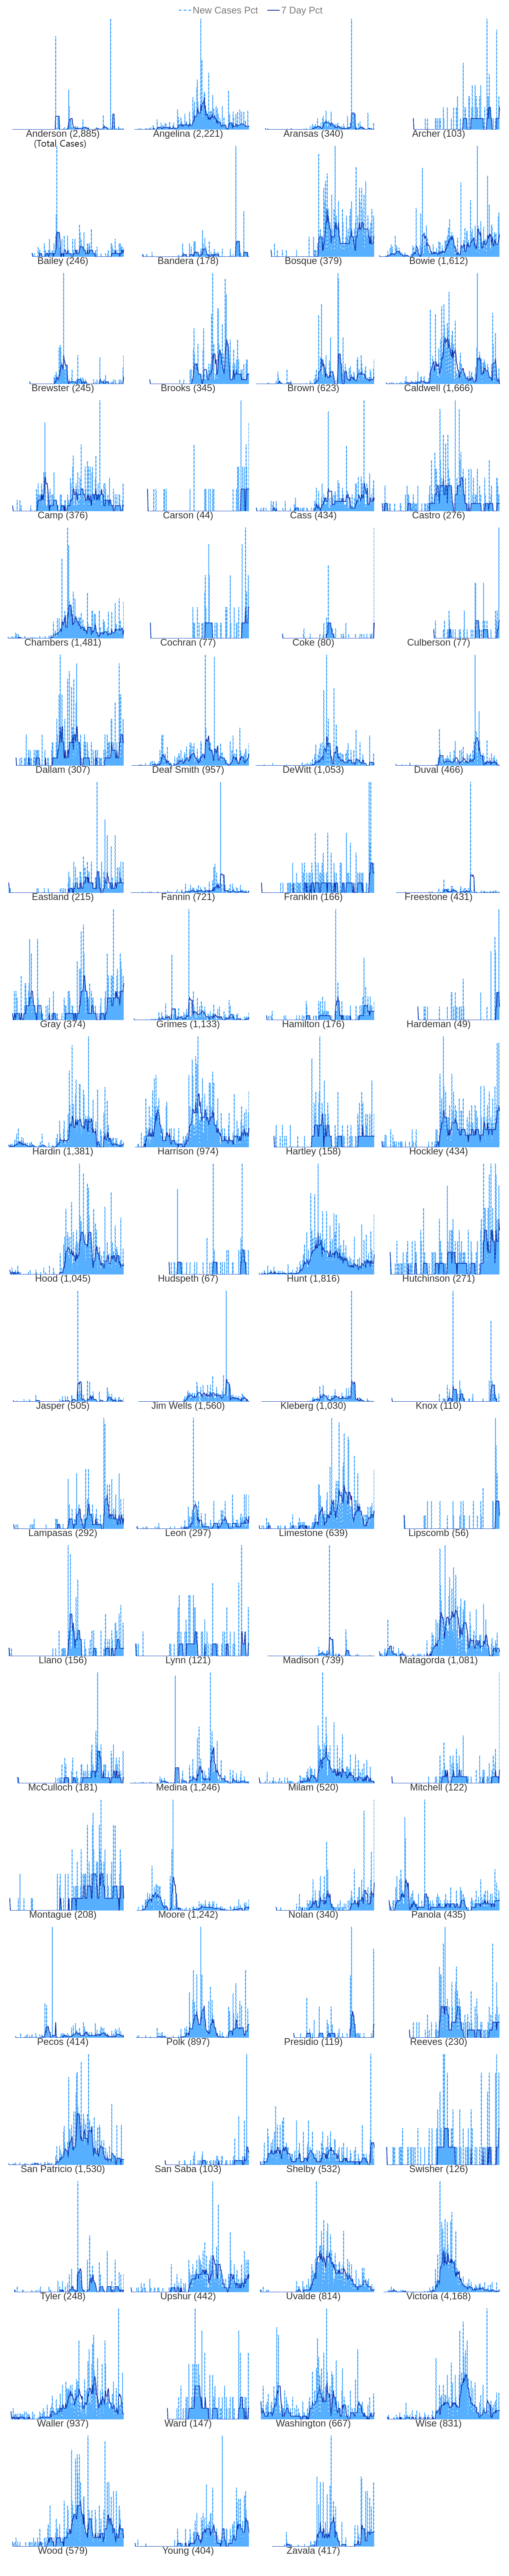 New Cases Pct 7 Day Pct
Anderson (2,885) Angelina (2,221) Aransas (340) Archer (103)
(Total Cases)
Bailey (246) Bandera (178) Bosque (379) Bowie (1,612)
Brewster (245) Brooks (345) Brown (623) Caldwell (1,666)
Camp (376) Carson (44) Cass (434) Castro (276)
Chambers (1,481) Cochran (77) Coke (80) Culberson (77)
Dallam (307) Deaf Smith (957) DeWitt (1,053) Duval (466)
Eastland (215) Fannin (721) Franklin (166) Freestone (431)
Gray (374) Grimes (1,133) Hamilton (176) Hardeman (49)
Hardin (1,381) Harrison (974) Hartley (158) Hockley (434)
Hood (1,045) Hudspeth (67) Hunt (1,816) Hutchinson (271)
Jasper (505) Jim Wells (1,560) Kleberg (1,030) Knox (110)
Lampasas (292) Leon (297) Limestone (639) Lipscomb (56)
Llano (156) Lynn (121) Madison (739) Matagorda (1,081)
McCulloch (181) Medina (1,246) Milam (520) Mitchell (122)
Montague (208) Moore (1,242) Nolan (340) Panola (435)
Pecos (414) Polk (897) Presidio (119) Reeves (230)
San Patricio (1,530) San Saba (103) Shelby (532) Swisher (126)
Tyler (248) Upshur (442) Uvalde (814) Victoria (4,168)
Waller (937) Ward (147) Washington (667) Wise (831)
Wood (579) Young (404) Zavala (417)